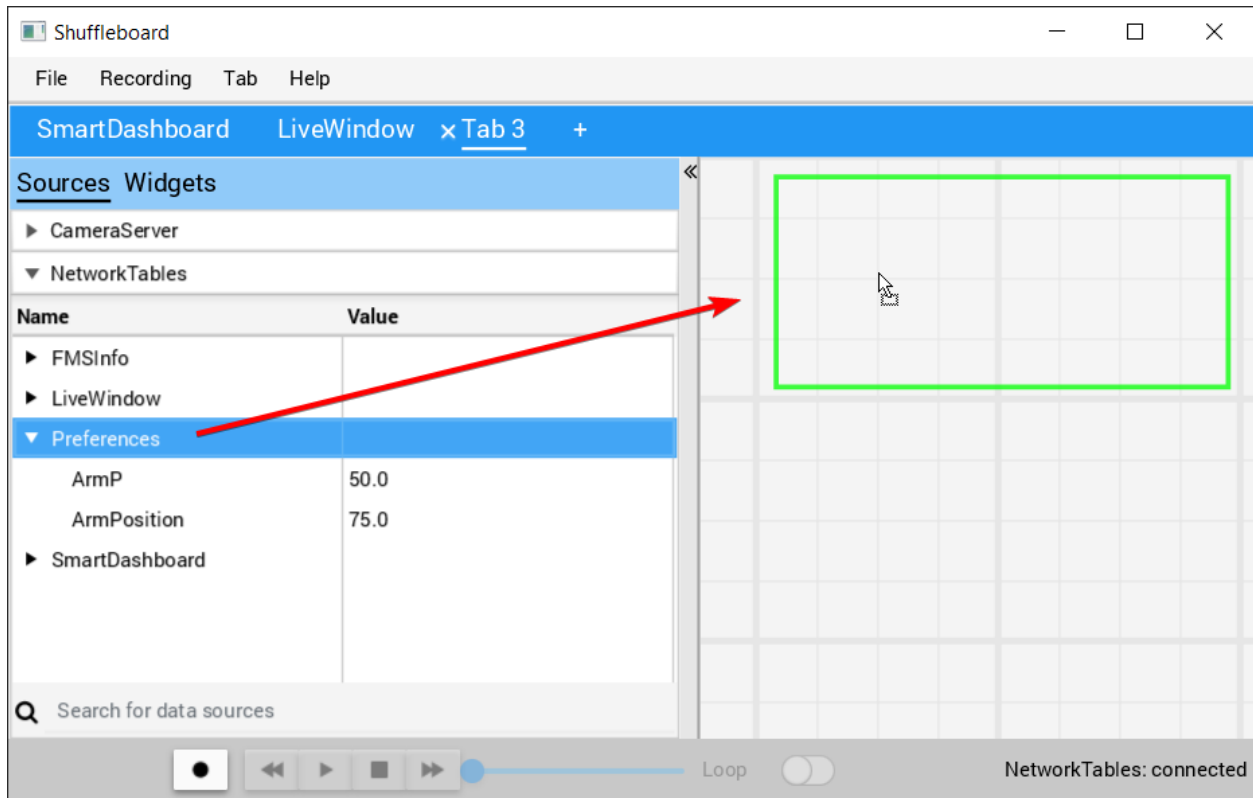 Shuffleboard
File Recording Tab Help
SmartDashboard LiveWindow Tab 3 +
Sources Widgets
CameraServer
NetworkTables
Name Value
FMSInfo
LiveWindow
Preferences
ArmP 50.0
ArmPosition 75.0
SmartDashboard
Search for data sources
Loop NetworkTables: connected